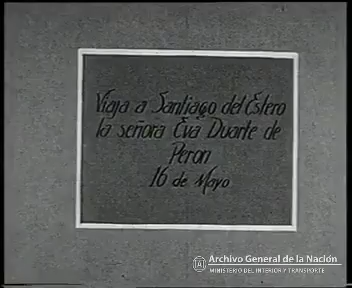 Viaja a Santiago del Estero
la señora Eva Duarte de
Peron
16 de Mayo
Archivo General de la Nación
MINISTERIO DEL INTERIOR Y TRANSPORTE